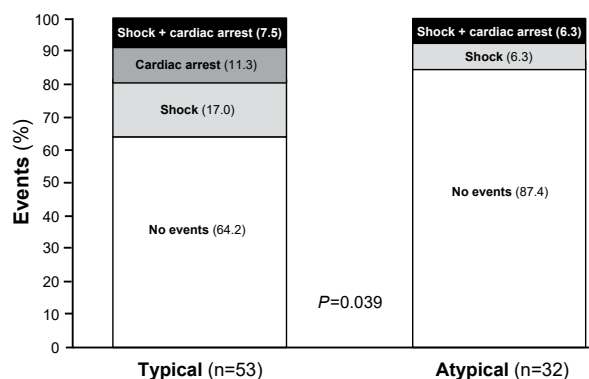 Events (%)
100
90
80
70
60
50
40
30
20
10
0
Shock + cardiac arrest (7.5)
Cardiac arrest (11.3)
Shock (17.0)
No events (64.2)
Shock + cardiac arrest (6.3)
Shock (6.3)
No events (87.4)
P=0.039
Typical (n=53)
Atypical (n=32)